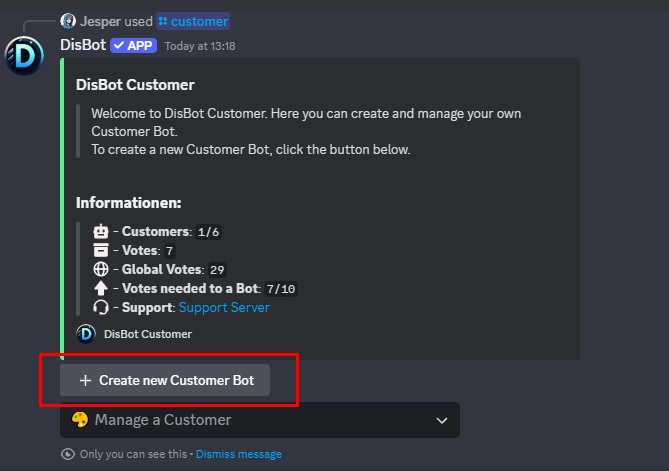 Jesper used customer
DisBot ✓ APP Today at 13:18
DisBot Customer
Welcome to DisBot Customer. Here you can create and manage your own
Customer Bot.
To create a new Customer Bot, click the button below.
Informationen:
- Customers: 1/6
- Votes: 7
- Global Votes: 29
- Votes needed to a Bot: 7/10
- Support: Support Server
DisBot Customer
+ Create new Customer Bot
Manage a Customer
Only you can see this • Dismiss message